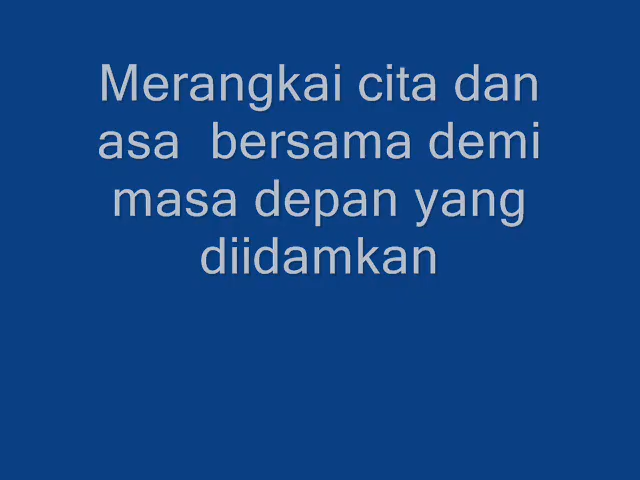 Merangkai cita dan
asa  bersama demi
masa depan yang
diidamkan